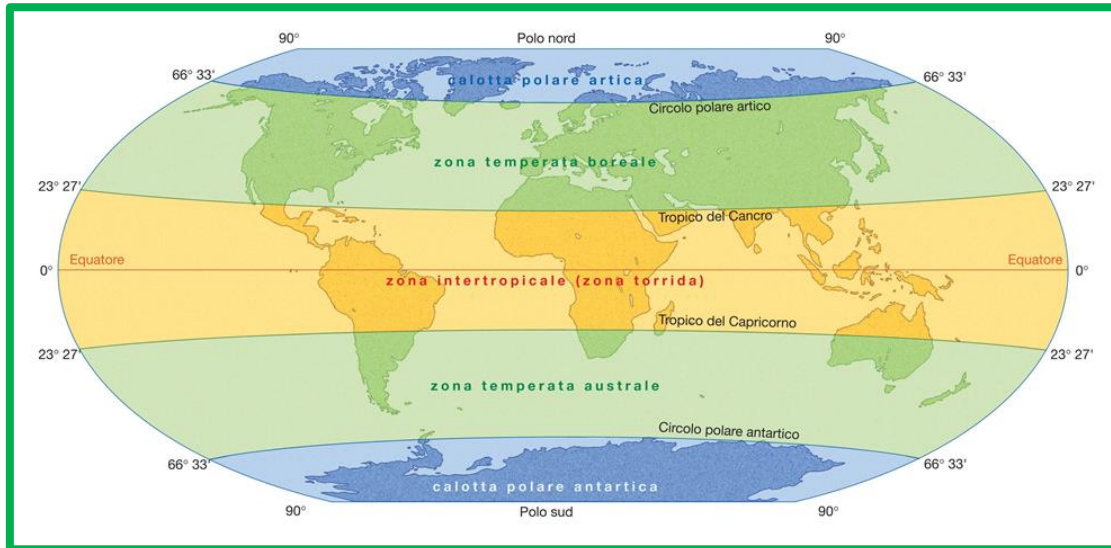 Polo nord
90°
90°
66° 33'
66° 33'
calotta polare artica
Circolo polare artico
zona temperata boreale
23° 27'
23° 27'
Tropico del Cancro
Equatore
Equatore
0°
0°
zona intertropicale (zona torrida)
Tropico del Capricorno
23° 27'
23° 27'
zona temperata australe
Circolo polare antartico
66° 33'
66° 33'
calotta polare antartica
90°
90°
Polo sud